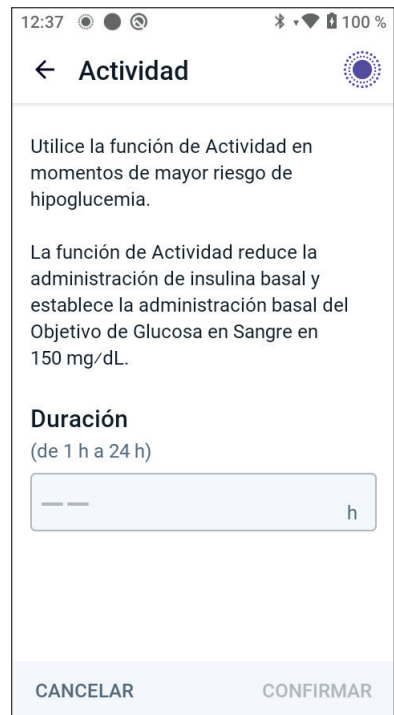 12:37 100 %
Actividad
Utilice la función de Actividad en
momentos de mayor riesgo de
hipoglucemia.
La función de Actividad reduce la
administración de insulina basal y
establece la administración basal del
Objetivo de Glucosa en Sangre en
150 mg/dL.
Duración
(de 1 h a 24 h)
— — h
CANCELAR CONFIRMAR